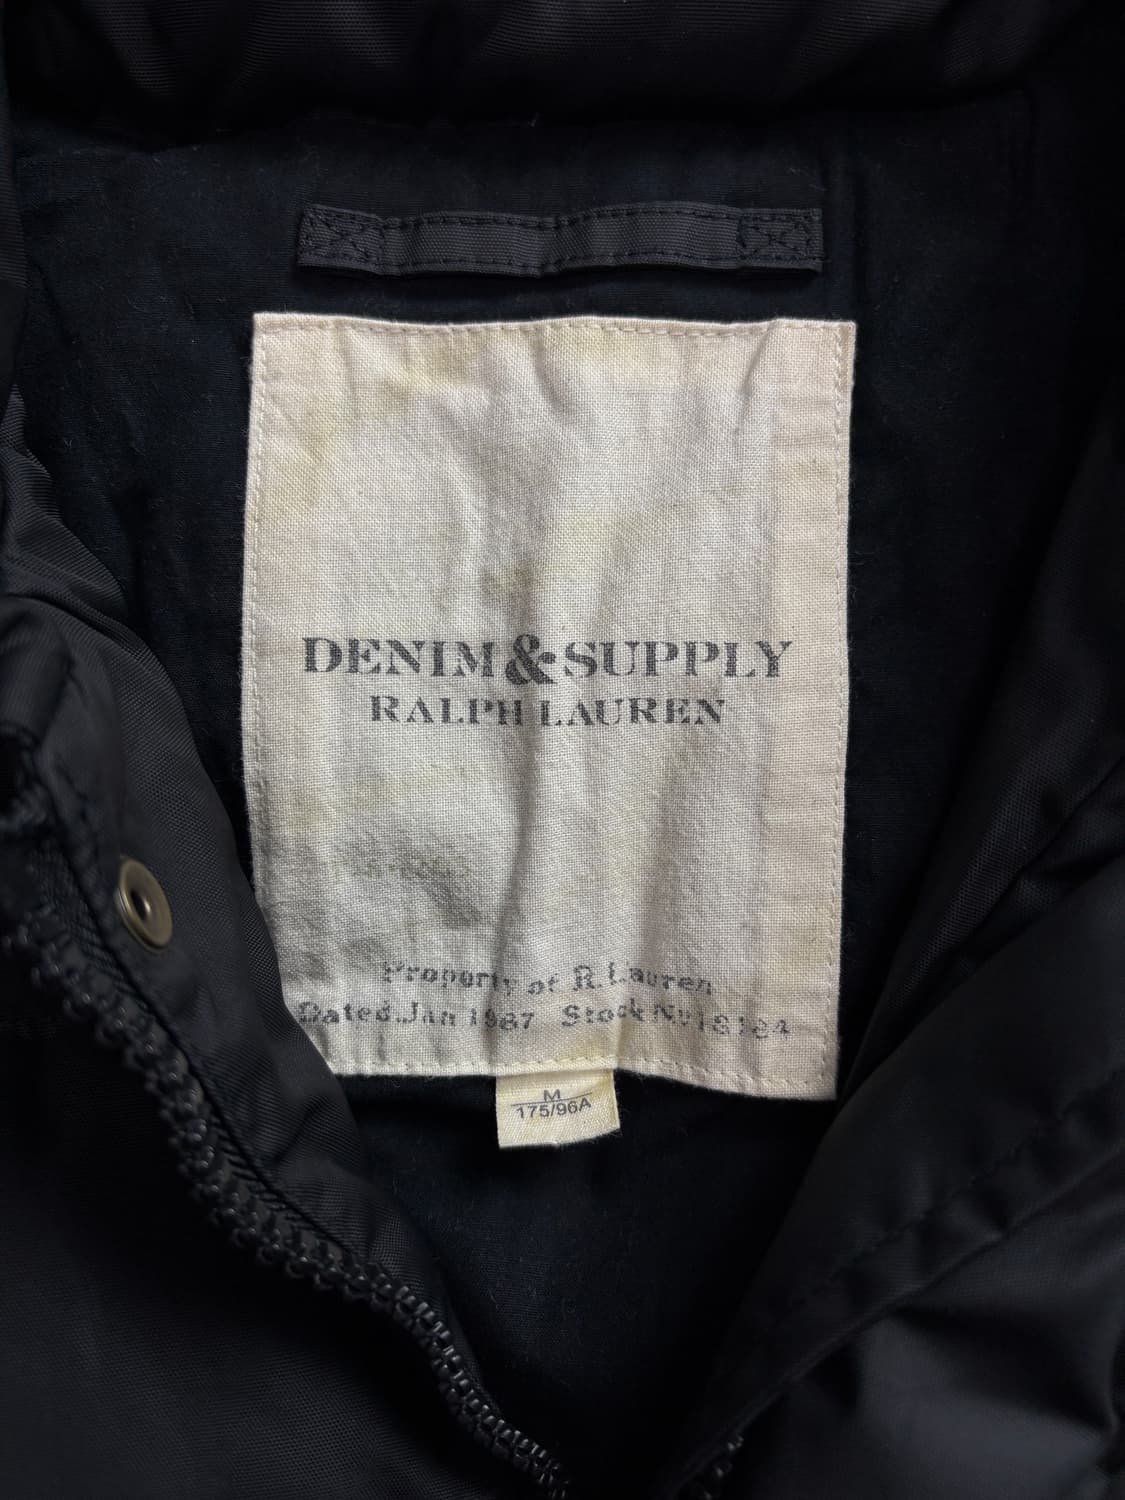 DENIM & SUPPLY
RALPH LAUREN
Property of R. Lauren
Dated Jan 1987 Stock No 18184
M
175/96A